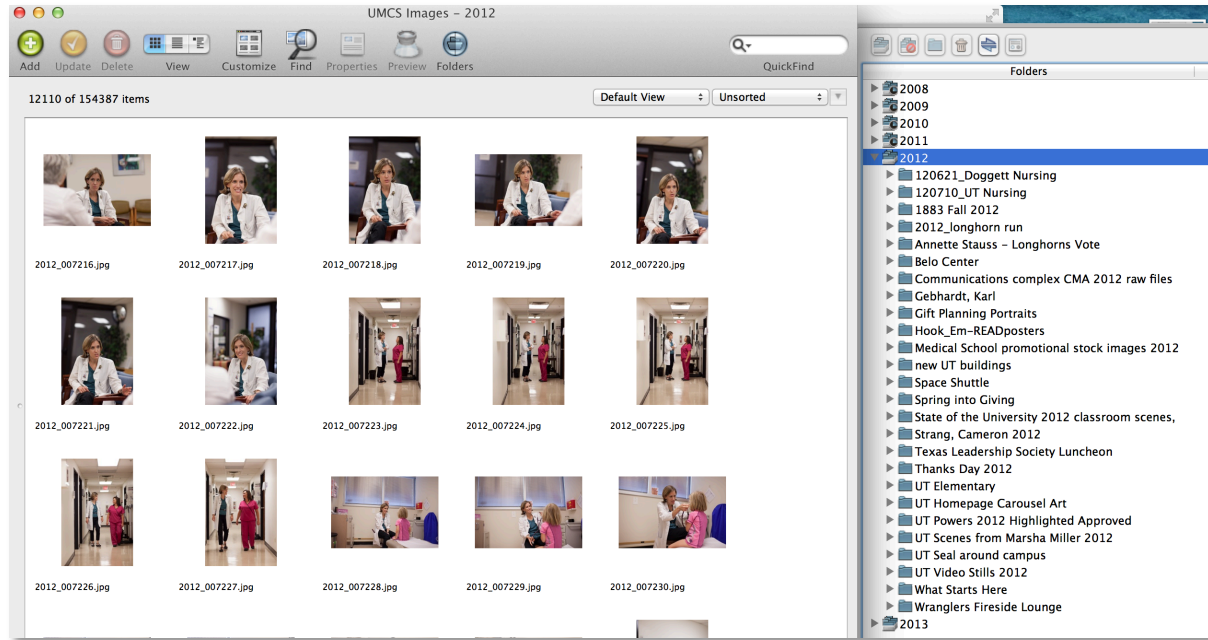 UMCS Images – 2012
Add Update Delete View Customize Find Properties Preview Folders QuickFind
12110 of 154387 items
Default View
Unsorted
2012_007216.jpg 2012_007217.jpg 2012_007218.jpg 2012_007219.jpg 2012_007220.jpg
2012_007221.jpg 2012_007222.jpg 2012_007223.jpg 2012_007224.jpg 2012_007225.jpg
2012_007226.jpg 2012_007227.jpg 2012_007228.jpg 2012_007229.jpg 2012_007230.jpg
Folders
2008
2009
2010
2011
2012
120621_Doggett Nursing
120710_UT Nursing
1883 Fall 2012
2012_longhorn run
Annette Stauss – Longhorns Vote
Belo Center
Communications complex CMA 2012 raw files
Gebhardt, Karl
Gift Planning Portraits
Hook_Em–READposters
Medical School promotional stock images 2012
new UT buildings
Space Shuttle
Spring into Giving
State of the University 2012 classroom scenes,
Strang, Cameron 2012
Texas Leadership Society Luncheon
Thanks Day 2012
UT Elementary
UT Homepage Carousel Art
UT Powers 2012 Highlighted Approved
UT Scenes from Marsha Miller 2012
UT Seal around campus
UT Video Stills 2012
What Starts Here
Wranglers Fireside Lounge
2013